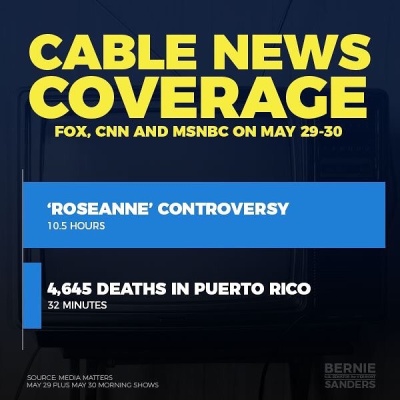 CABLE NEWS
COVERAGE
FOX, CNN AND MSNBC ON MAY 29-30
‘ROSEANNE’ CONTROVERSY
10.5 HOURS
4,645 DEATHS IN PUERTO RICO
32 MINUTES
SOURCE: MEDIA MATTERS
MAY 29 PLUS MAY 30 MORNING SHOWS
BERNIE
SANDERS